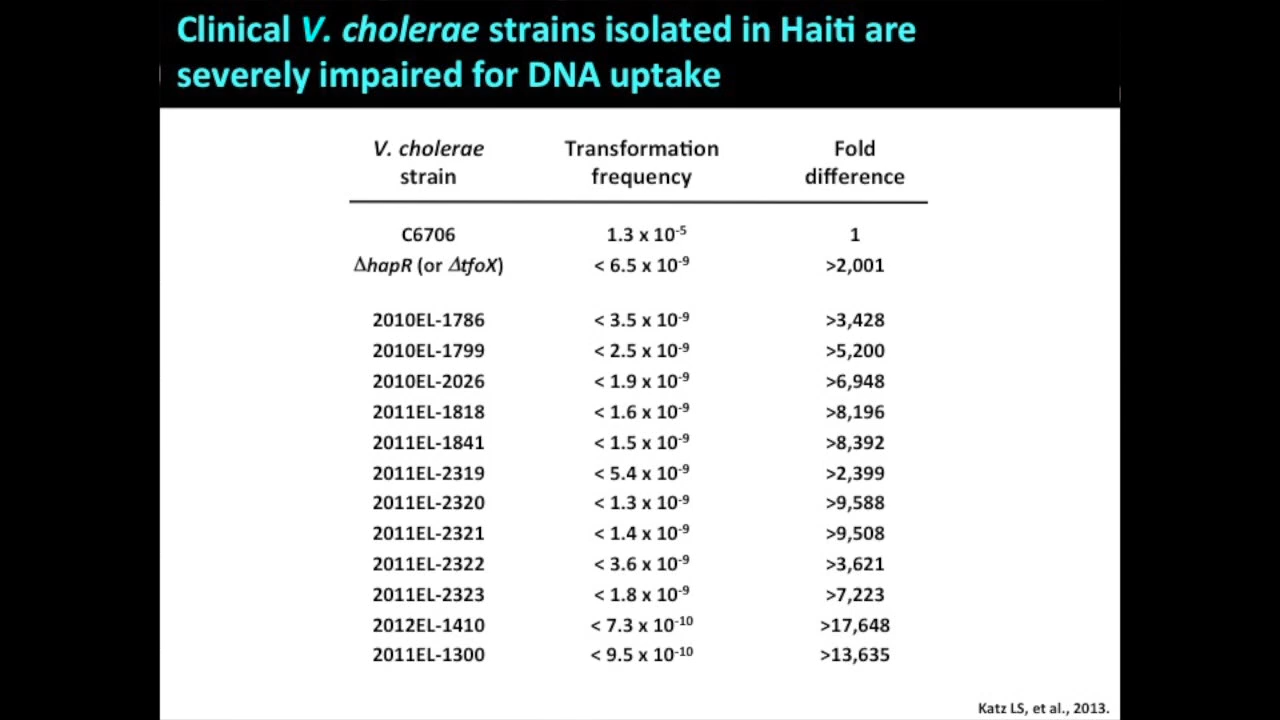 Clinical V. cholerae strains isolated in Haiti are
severely impaired for DNA uptake
V. cholerae strain Transformation frequency Fold difference
C6706 1.3 x 10⁻⁵ 1
ΔhapR (or ΔtfoX) < 6.5 x 10⁻⁹ >2,001
2010EL-1786 < 3.5 x 10⁻⁹ >3,428
2010EL-1799 < 2.5 x 10⁻⁹ >5,200
2010EL-2026 < 1.9 x 10⁻⁹ >6,948
2011EL-1818 < 1.6 x 10⁻⁹ >8,196
2011EL-1841 < 1.5 x 10⁻⁹ >8,392
2011EL-2319 < 5.4 x 10⁻⁹ >2,399
2011EL-2320 < 1.3 x 10⁻⁹ >9,588
2011EL-2321 < 1.4 x 10⁻⁹ >9,508
2011EL-2322 < 3.6 x 10⁻⁹ >3,621
2011EL-2323 < 1.8 x 10⁻⁹ >7,223
2012EL-1410 < 7.3 x 10⁻¹⁰ >17,648
2011EL-1300 < 9.5 x 10⁻¹⁰ >13,635
Katz LS, et al., 2013.